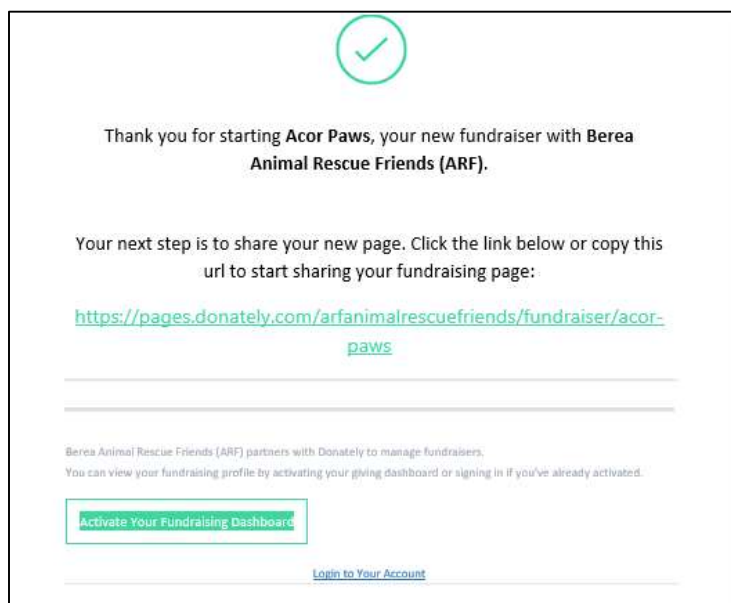 Thank you for starting Acor Paws, your new fundraiser with Berea
Animal Rescue Friends (ARF).
Your next step is to share your new page. Click the link below or copy this
url to start sharing your fundraising page:
https://pages.donately.com/arfanimalrescuefriends/fundraiser/acor-
paws
Berea Animal Rescue Friends (ARF) partners with Donately to manage fundraisers.
You can view your fundraising profile by activating your giving dashboard or signing in if you've already activated.
Activate Your Fundraising Dashboard
Login to Your Account